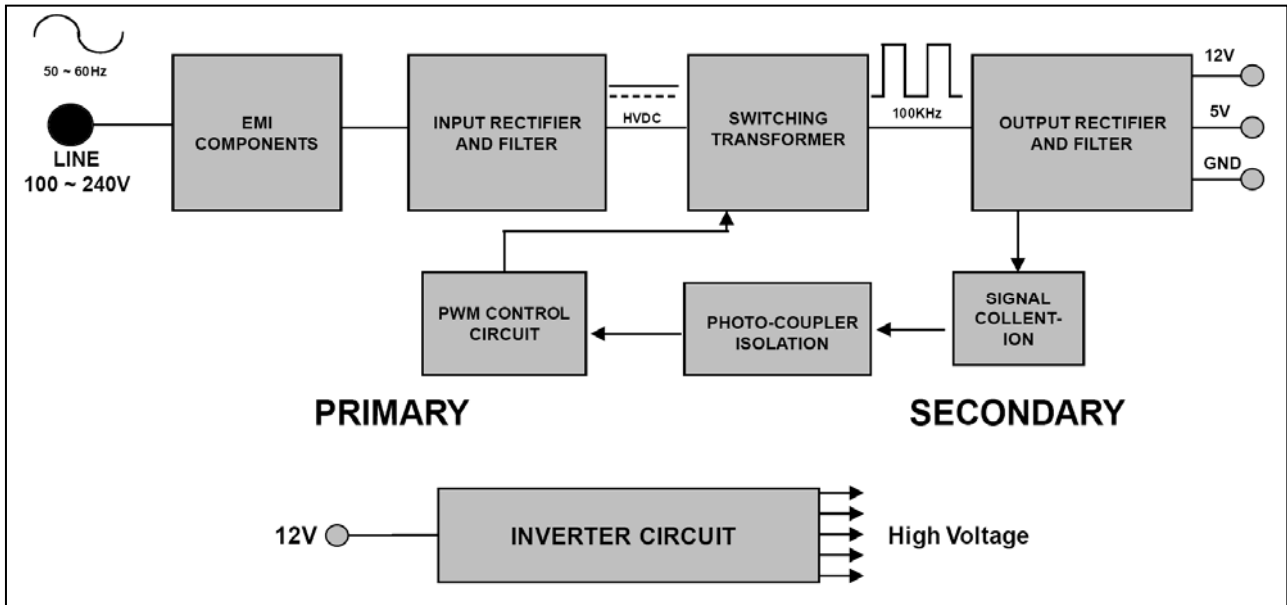 50 ~ 60Hz
LINE
100 ~ 240V
EMI
COMPONENTS
INPUT RECTIFIER
AND FILTER
HVDC
SWITCHING
TRANSFORMER
100KHz
OUTPUT RECTIFIER
AND FILTER
12V
5V
GND
PWM CONTROL
CIRCUIT
PHOTO-COUPLER
ISOLATION
SIGNAL
COLLENT-
ION
PRIMARY
SECONDARY
12V
INVERTER CIRCUIT
High Voltage